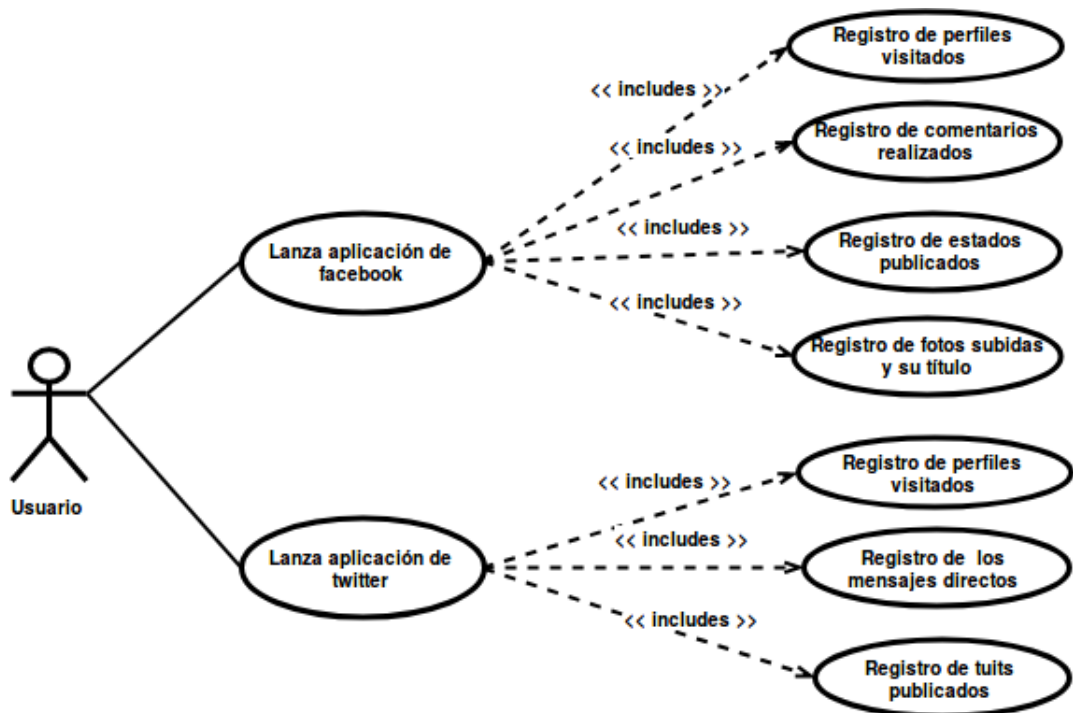 Registro de perfiles
visitados
<< includes >>
Registro de comentarios
realizados
<< includes >>
Lanza aplicación de
facebook
<< includes >>
Registro de estados
publicados
<< includes >>
Registro de fotos subidas
y su título
Usuario
<< includes >>
Registro de perfiles
visitados
Lanza aplicación de
twitter
<< includes >>
Registro de los
mensajes directos
<< includes >>
Registro de tuits
publicados